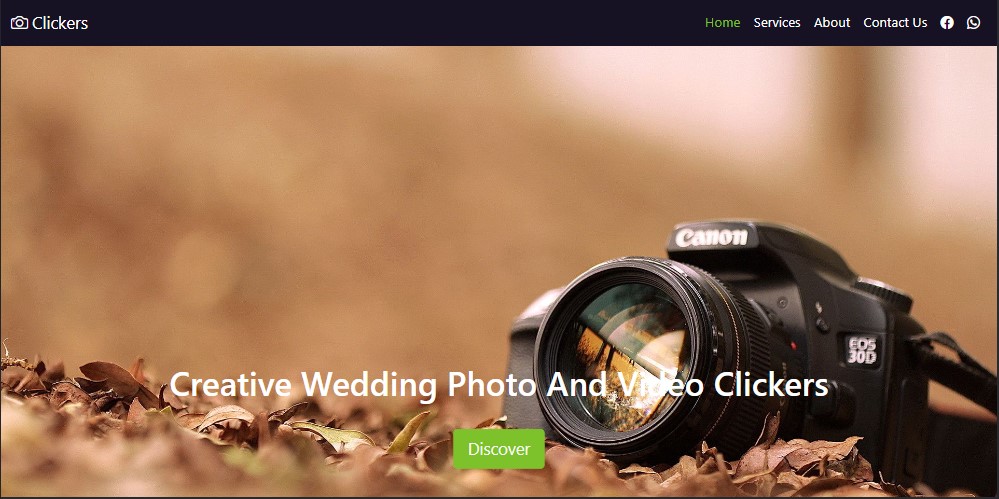 Clickers
Home Services About Contact Us
Canon
EOS
30D
Creative Wedding Photo And Video Clickers
Discover